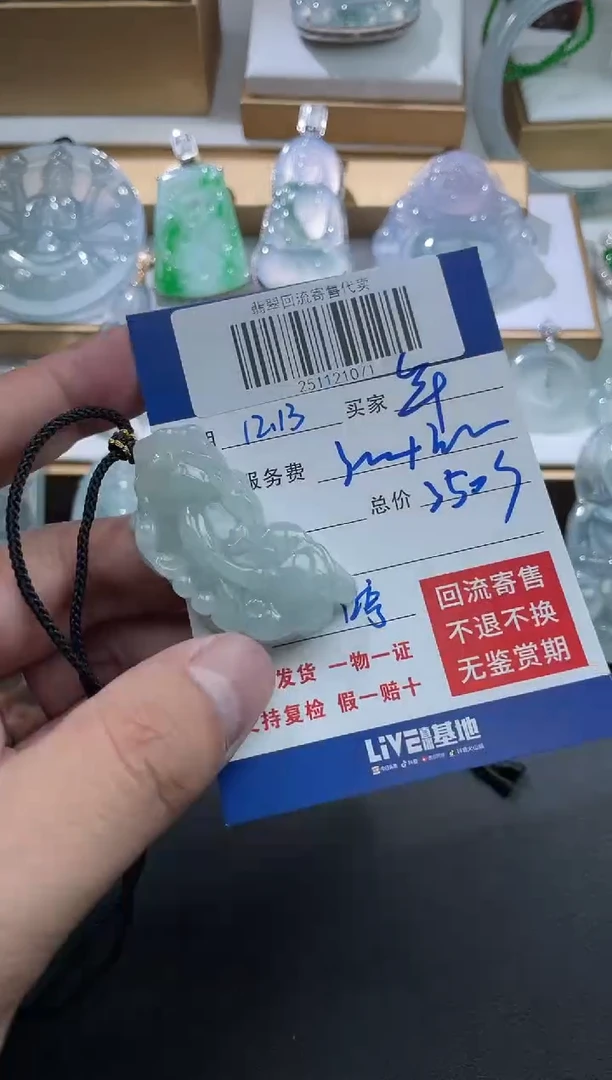 翡翠回流寄售代卖
25112107/1
12.13 买家
服务费
总价 3500
回流寄售
不退不换
无鉴赏期
发货 一物一证
持复检 假一赔十
LiVE 基地